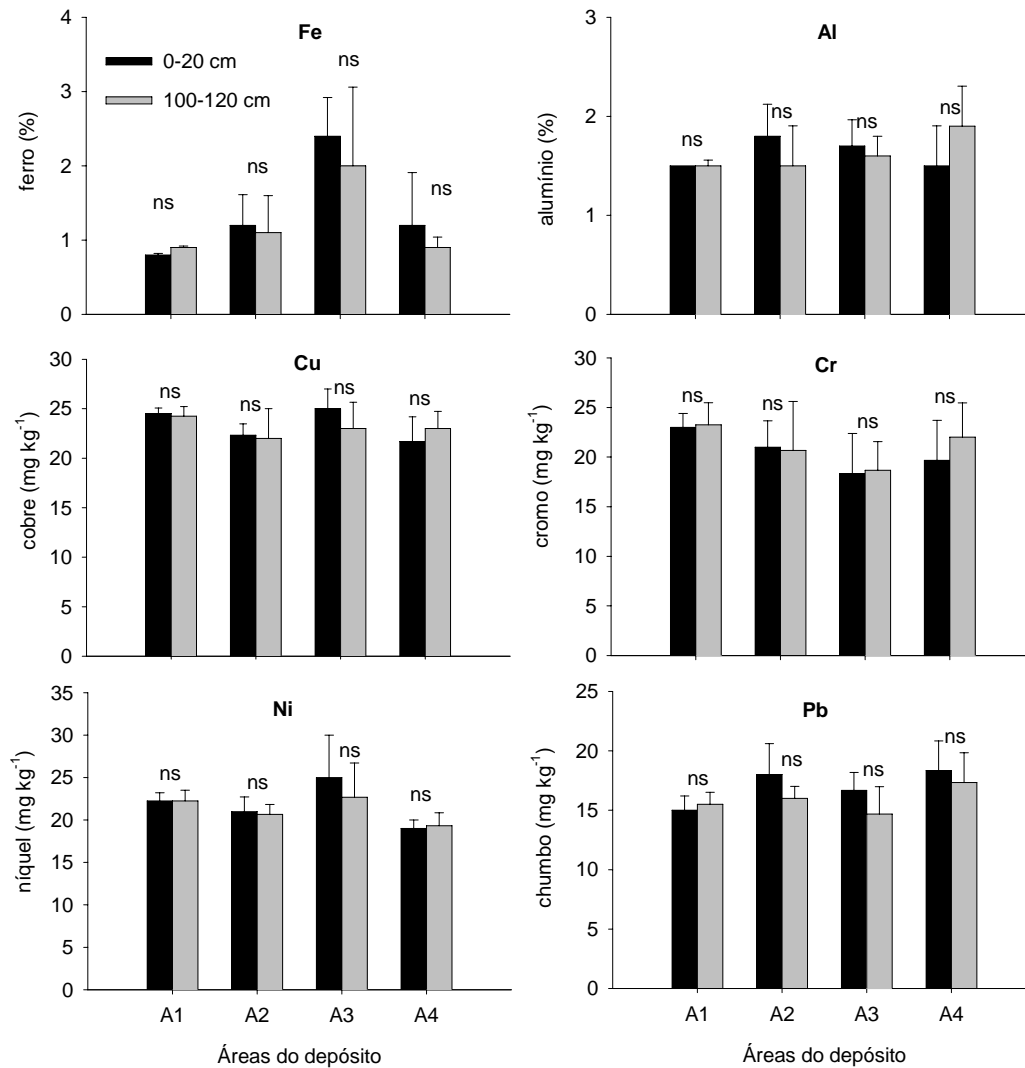 Fe
0-20 cm
100-120 cm
ferro (%)
4
3
2
1
0
ns
ns
ns
ns
Al
alumínio (%)
3
2
1
0
ns
ns
ns
ns
Cu
cobre (mg kg⁻¹)
30
25
20
15
10
5
0
ns
ns
ns
ns
Cr
cromo (mg kg⁻¹)
30
25
20
15
10
5
0
ns
ns
ns
ns
Ni
níquel (mg kg⁻¹)
35
30
25
20
15
10
5
0
ns
ns
ns
ns
A1 A2 A3 A4
Áreas do depósito
Pb
chumbo (mg kg⁻¹)
25
20
15
10
5
0
ns
ns
ns
ns
A1 A2 A3 A4
Áreas do depósito